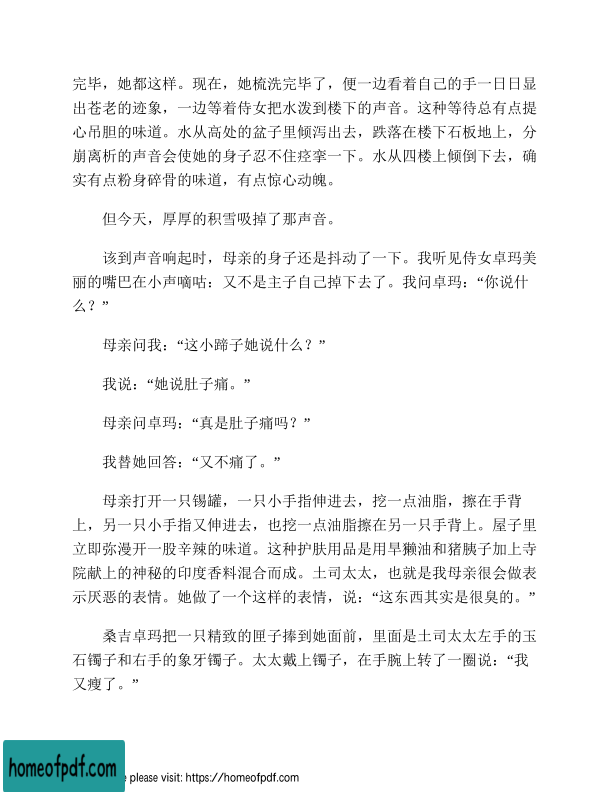 完毕，她都这样。现在，她梳洗完毕了，便一边看着自己的手一日日显
出苍老的迹象，一边等着侍女把水泼到楼下的声音。这种等待总有点提
心吊胆的味道。水从高处的盆子里倾泻出去，跌落在楼下石板地上，分
崩离析的声音会使她的身子忍不住痉挛一下。水从四楼上倾倒下去，确
实有点粉身碎骨的味道，有点惊心动魄。
但今天，厚厚的积雪吸掉了那声音。
该到声音响起时，母亲的身子还是抖动了一下。我听见侍女卓玛美
丽的嘴巴在小声嘀咕：又不是主子自己掉下去了。我问卓玛：“你说什
么？”
母亲问我：“这小蹄子她说什么？”
我说：“她说肚子痛。”
母亲问卓玛：“真是肚子痛吗？”
我替她回答：“又不痛了。”
母亲打开一只锡罐，一只小手指伸进去，挖一点油脂，擦在手背
上，另一只小手指又伸进去，也挖一点油脂擦在另一只手背上。屋子里
立即弥漫开一股辛辣的味道。这种护肤用品是用旱獭油和猪胰子加上寺
院献上的神秘的印度香料混合而成。土司太太，也就是我母亲很会做表
示厌恶的表情。她做了一个这样的表情，说：“这东西其实是很臭的。”
桑吉卓玛把一只精致的匣子捧到她面前，里面是土司太太左手的玉
石镯子和右手的象牙镯子。太太戴上镯子，在手腕上转了一圈说：“我
又瘦了。”
homeofpdf.com
e please visit: https://homeofpdf.com